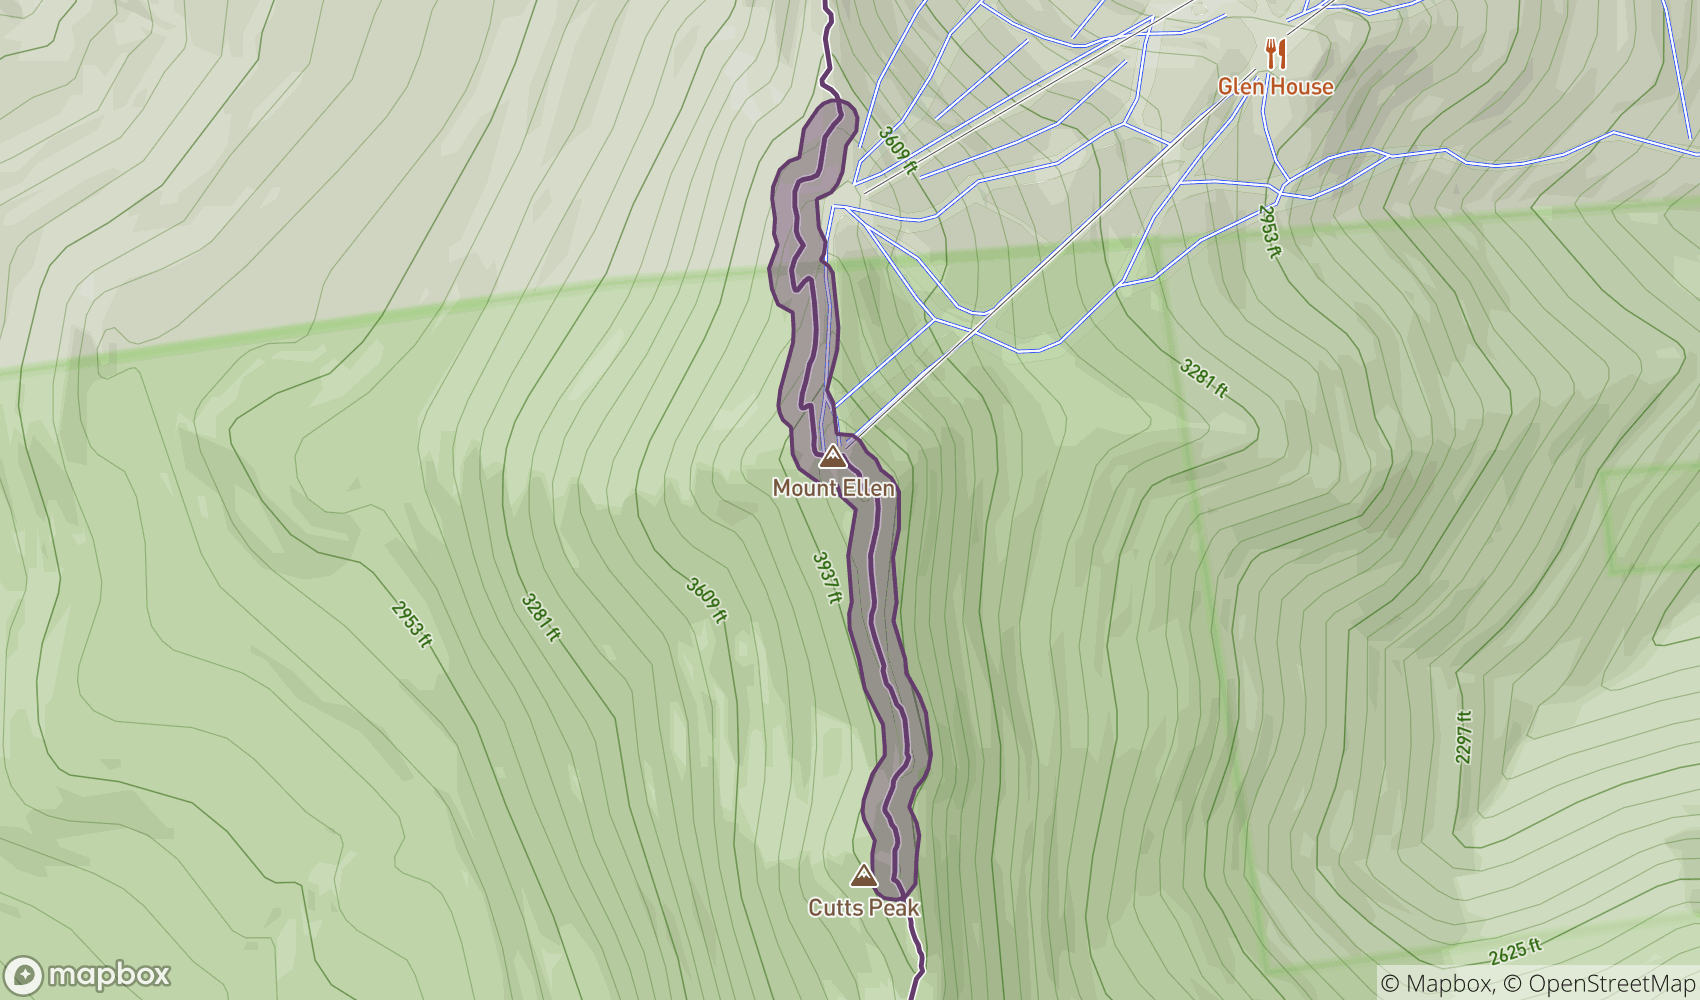 Glen House
3609 ft
2953 ft
3281 ft
Mount Ellen
3937 ft
3609 ft
3281 ft
2953 ft
2297 ft
Cutts Peak
2625 ft
mapbox
© Mapbox, © OpenStreetMap